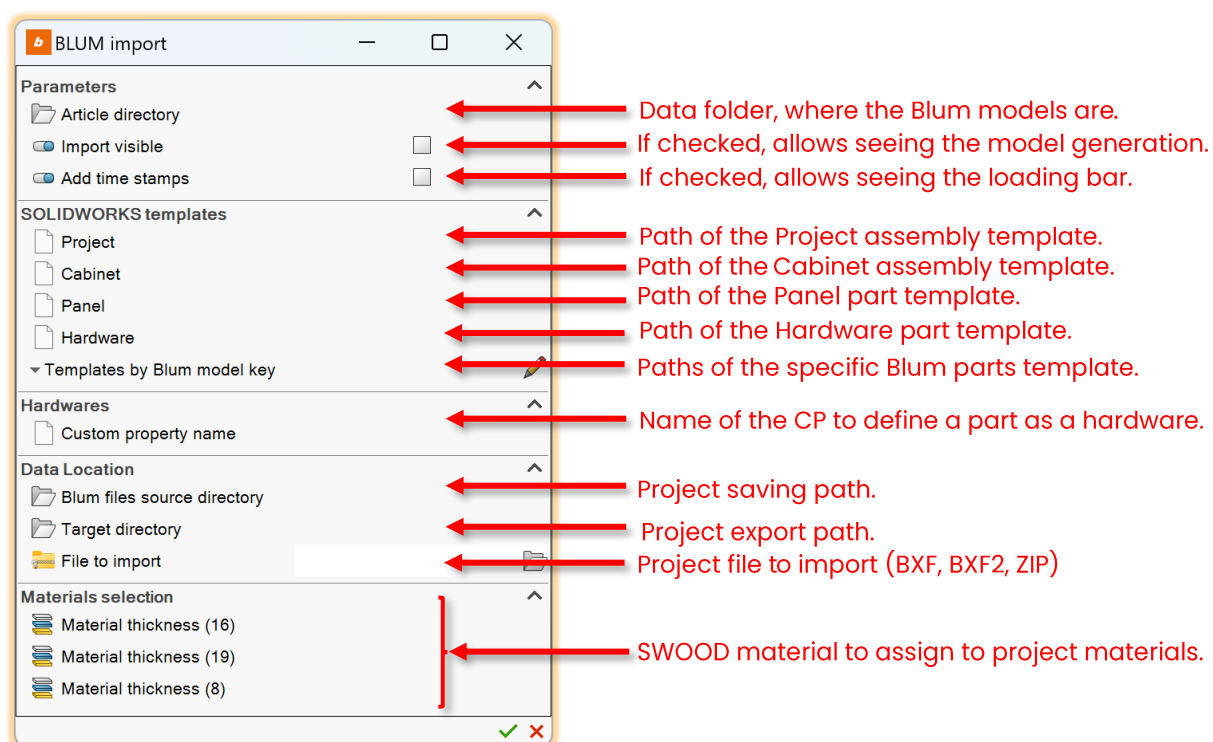 BLUM import
Parameters
Article directory
Data folder, where the Blum models are.
Import visible
If checked, allows seeing the model generation.
Add time stamps
If checked, allows seeing the loading bar.
SOLIDWORKS templates
Project
Path of the Project assembly template.
Cabinet
Path of the Cabinet assembly template.
Panel
Path of the Panel part template.
Hardware
Path of the Hardware part template.
Templates by Blum model key
Paths of the specific Blum parts template.
Hardwares
Custom property name
Name of the CP to define a part as a hardware.
Data Location
Blum files source directory
Project saving path.
Target directory
Project export path.
File to import
Project file to import (BXF, BXF2, ZIP)
Materials selection
Material thickness (16)
Material thickness (19)
Material thickness (8)
SWOOD material to assign to project materials.